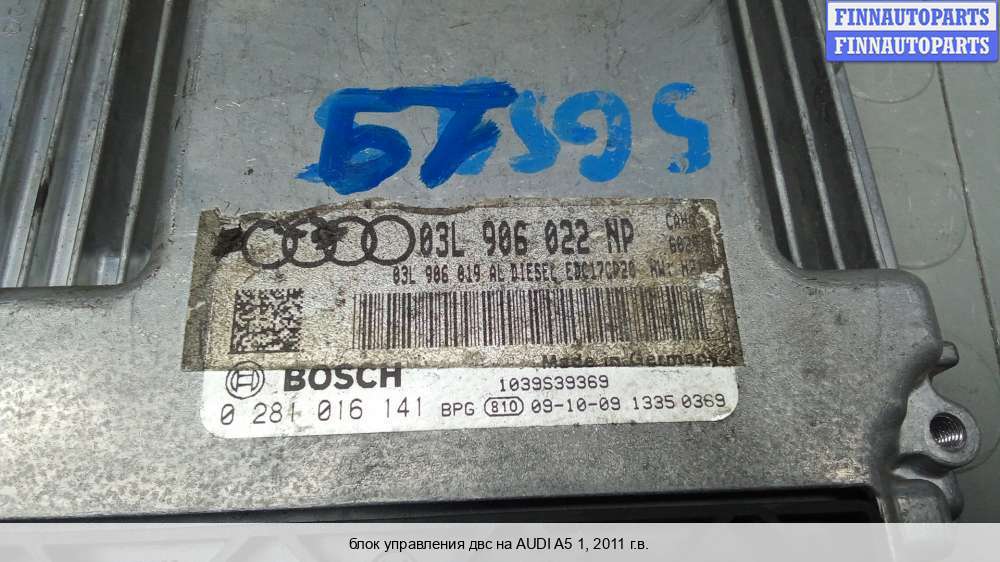 FINNAUTOPARTS
FINNAUTOPARTS
03L 906 022 NP
03L 906 019 AL DIESEL EDC17CP20 HW:
BOSCH
Made in Germany
1039S39369
0 281 016 141 BPG 810 09-10-09 1335 0369
блок управления двс на AUDI A5 1, 2011 г.в.